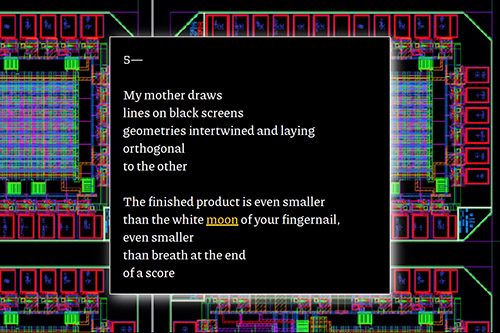 5—
My mother draws
lines on black screens
geometries intertwined and laying
orthogonal
to the other
The finished product is even smaller
than the white moon of your fingernail,
even smaller
than breath at the end
of a score